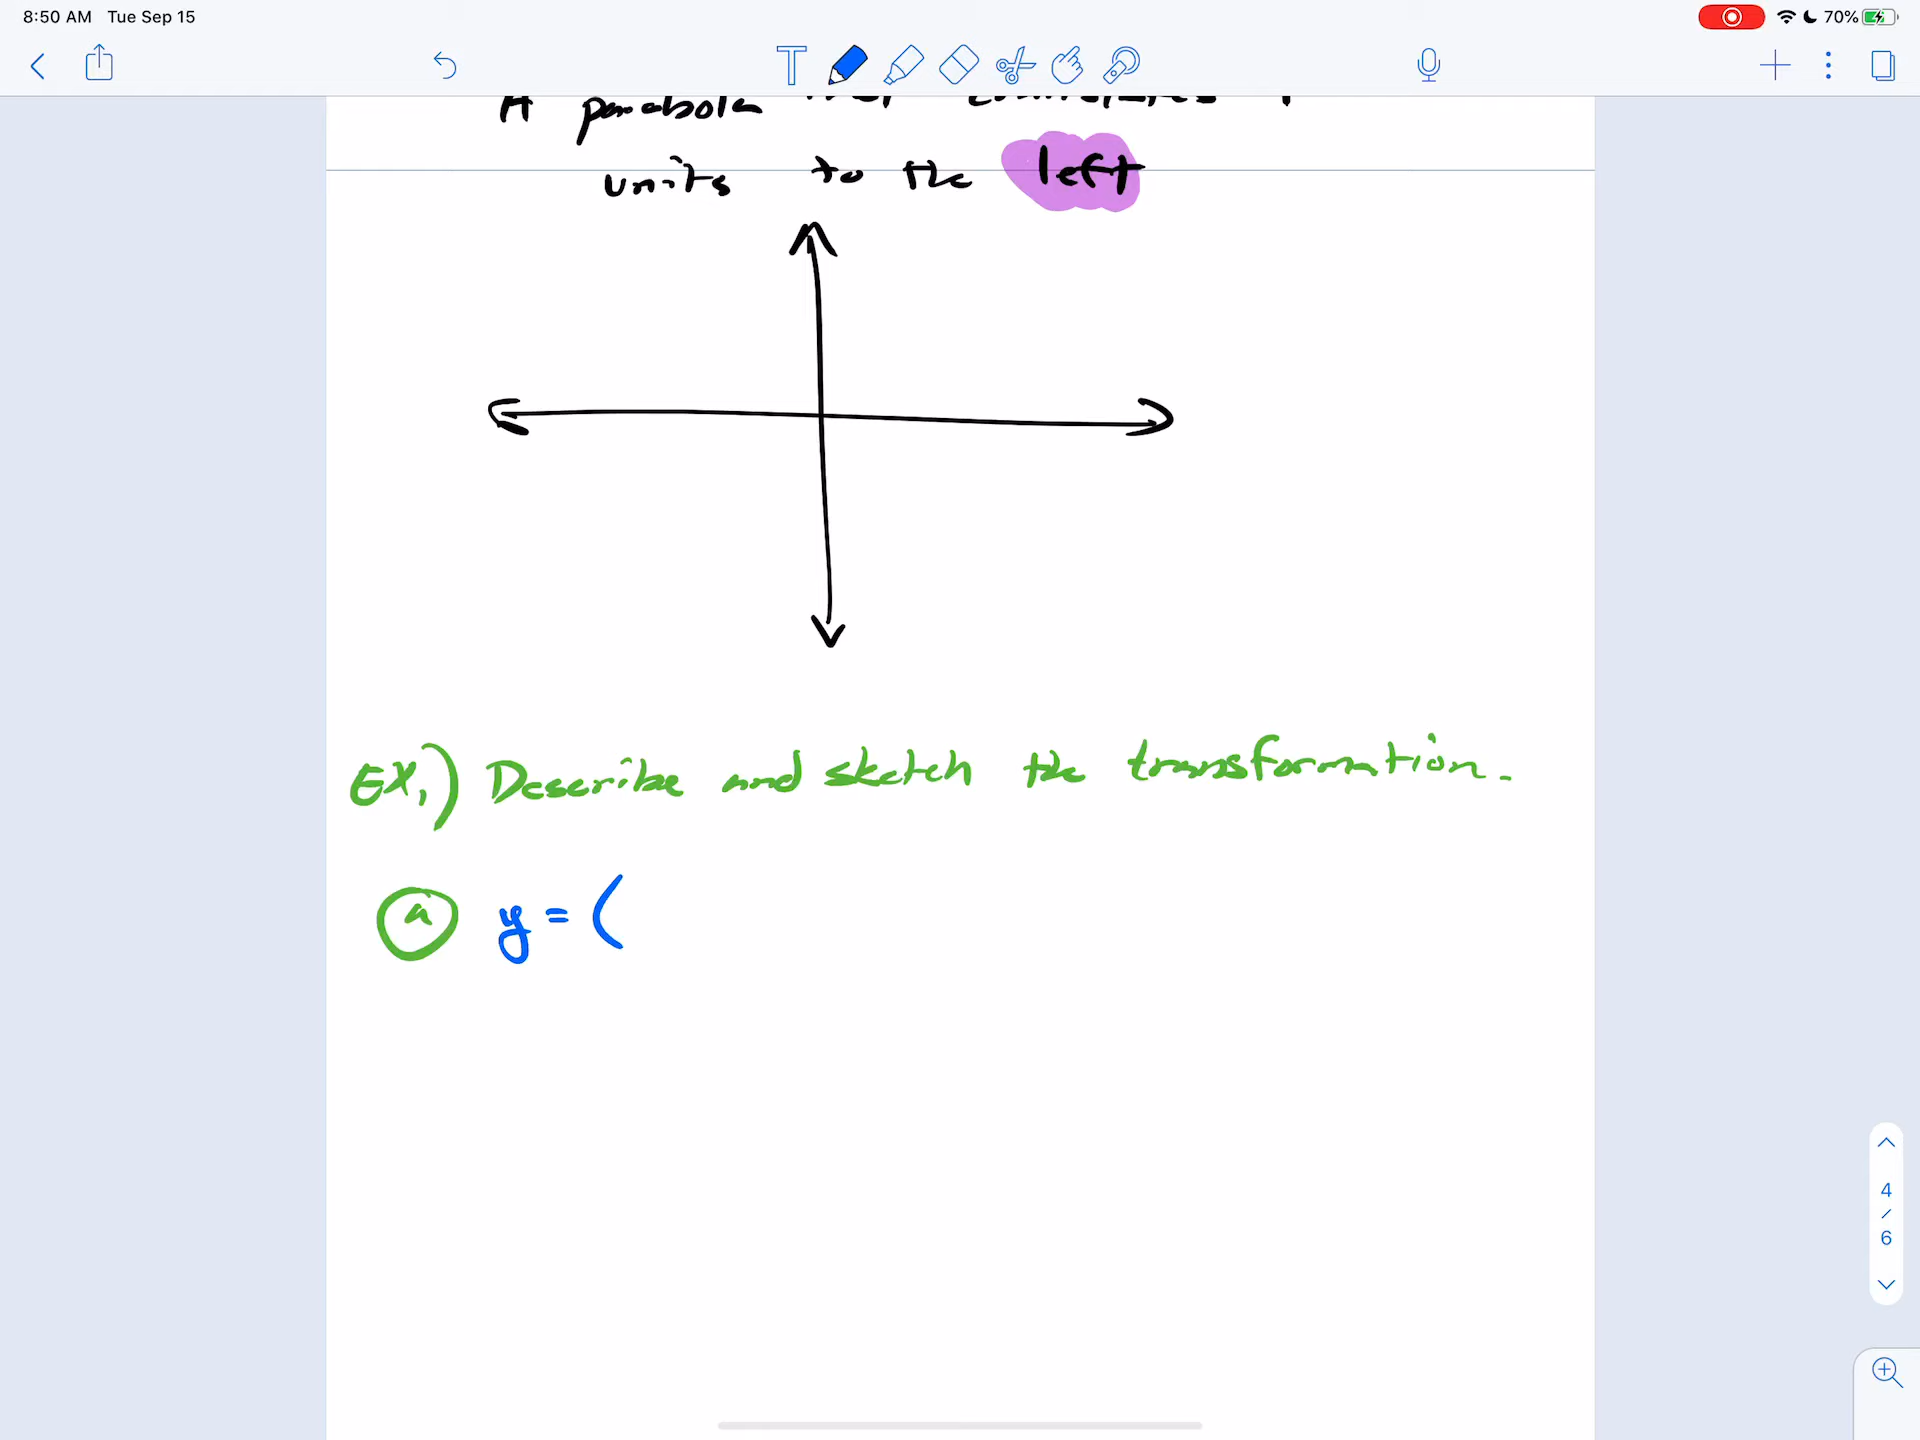 8:50 AM Tue Sep 15
70%
T
A parabola
units to the left
EX,) Describe and sketch the transformation.
a y = (
4
/
6